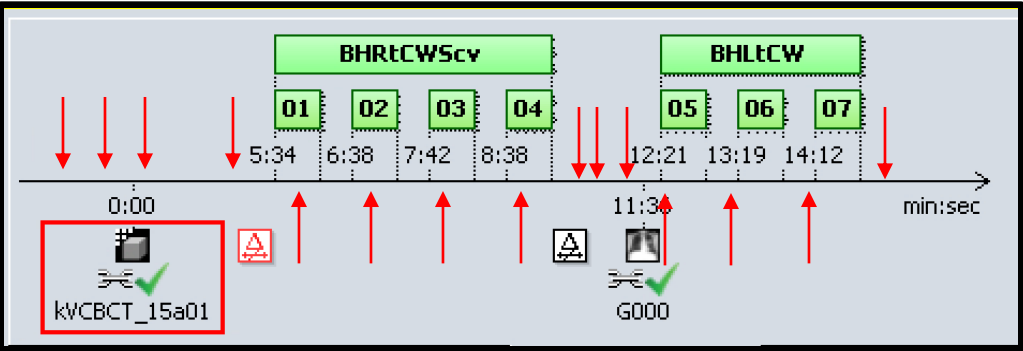 BHRtCWScv BHLtCW
01 02 03 04 05 06 07
5:34 6:38 7:42 8:38 12:21 13:19 14:12
0:00 11:36 min:sec
kVCBCT_15a01 G000